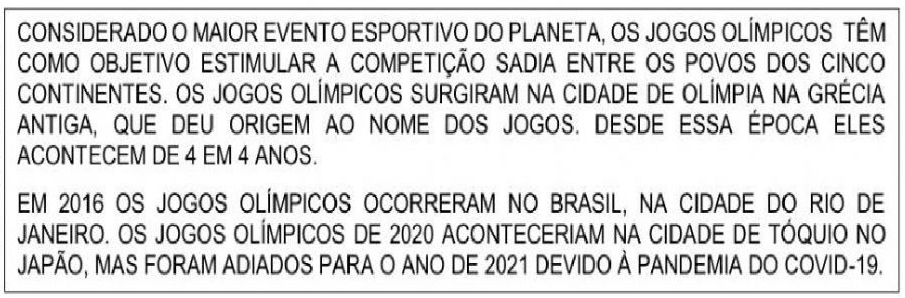 CONSIDERADO O MAIOR EVENTO ESPORTIVO DO PLANETA, OS JOGOS OLÍMPICOS TÊM
COMO OBJETIVO ESTIMULAR A COMPETIÇÃO SADIA ENTRE OS POVOS DOS CINCO
CONTINENTES. OS JOGOS OLÍMPICOS SURGIRAM NA CIDADE DE OLÍMPIA NA GRÉCIA
ANTIGA, QUE DEU ORIGEM AO NOME DOS JOGOS. DESDE ESSA ÉPOCA ELES
ACONTECEM DE 4 EM 4 ANOS.
EM 2016 OS JOGOS OLÍMPICOS OCORRERAM NO BRASIL, NA CIDADE DO RIO DE
JANEIRO. OS JOGOS OLÍMPICOS DE 2020 ACONTECERIAM NA CIDADE DE TÓQUIO NO
JAPÃO, MAS FORAM ADIADOS PARA O ANO DE 2021 DEVIDO À PANDEMIA DO COVID-19.